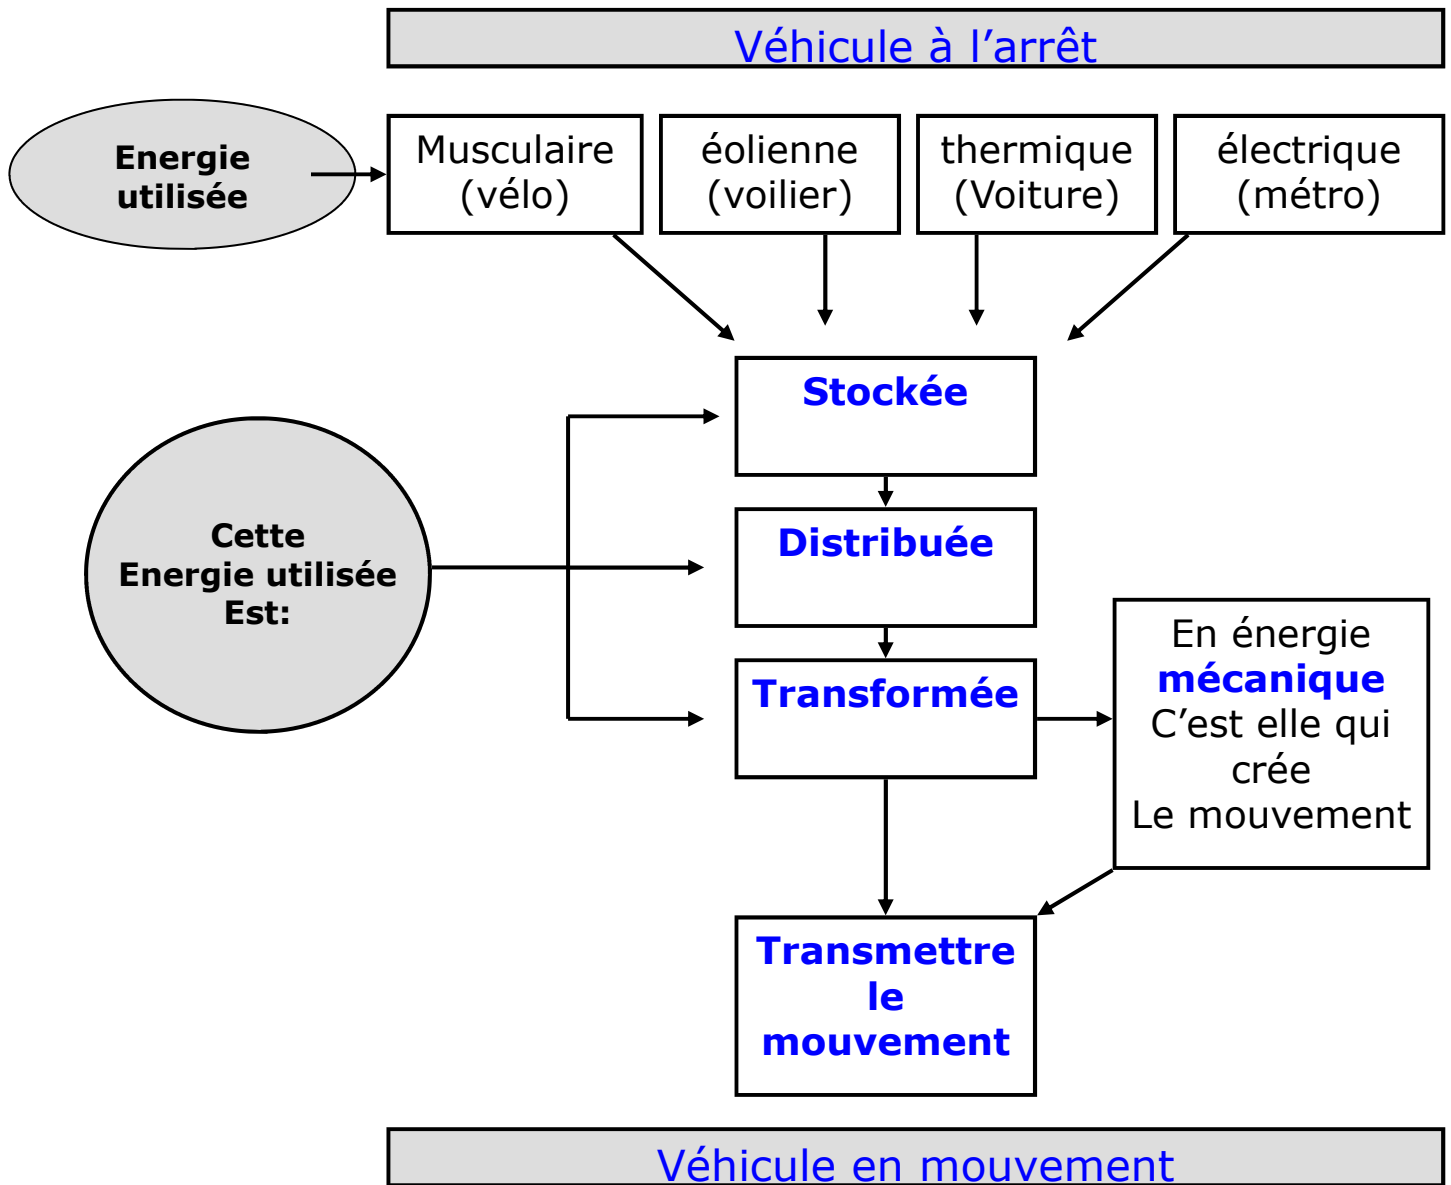 Véhicule à l’arrêt
Energie
utilisée
Musculaire
(vélo)
éolienne
(voilier)
thermique
(Voiture)
électrique
(métro)
Stockée
Cette
Energie utilisée
Est:
Distribuée
Transformée
En énergie
mécanique
C’est elle qui
crée
Le mouvement
Transmettre
le
mouvement
Véhicule en mouvement